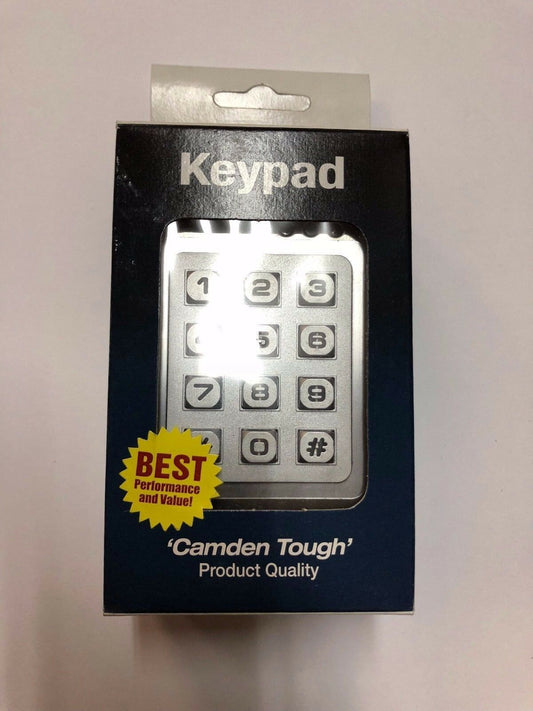 Keypad
1 2 3
5 6
7 8 9
0 #
BEST
Performance
and Value!
‘Camden Tough’
Product Quality